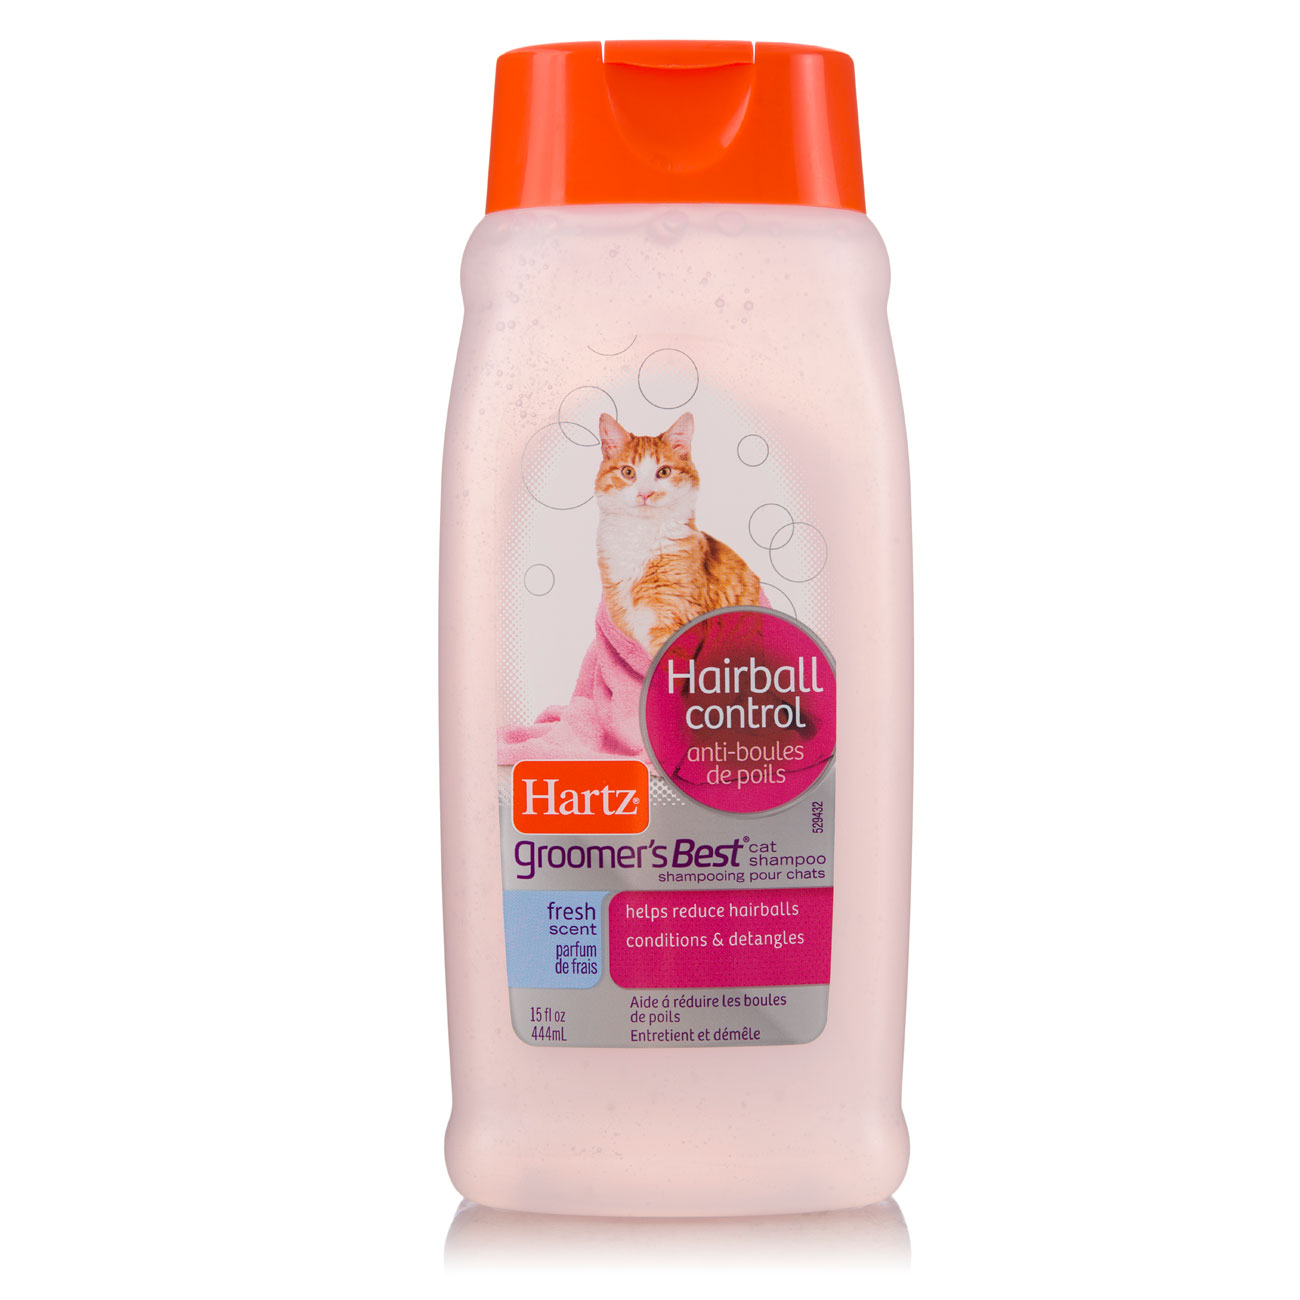 Hairball
control
anti-boules
de poils
529432
Hartz®
groomer's Best® cat
shampoo
shampooing pour chats
fresh
scent
parfum
de frais
helps reduce hairballs
conditions & detangles
15 fl oz
444mL
Aide á réduire les boules
de poils
Entretient et démêle